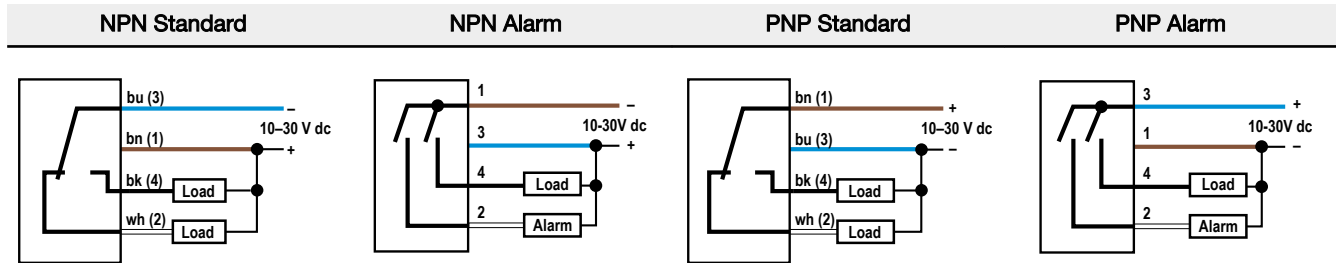 NPN Standard
NPN Alarm
PNP Standard
PNP Alarm
bu (3)
–
10–30 V dc
bn (1)
+
bk (4)
Load
wh (2)
Load
1
–
10-30V dc
3
+
4
Load
2
Alarm
bn (1)
+
10–30 V dc
bu (3)
–
bk (4)
Load
wh (2)
Load
3
+
10-30V dc
1
–
4
Load
2
Alarm